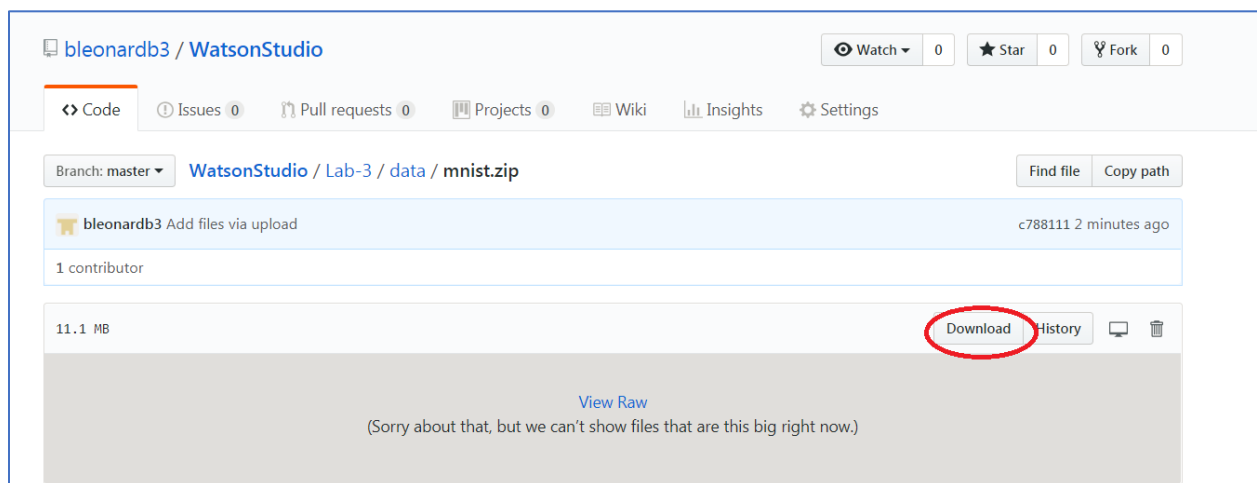 bleonardb3 / WatsonStudio
Watch 0 Star 0 Fork 0
Code Issues 0 Pull requests 0 Projects 0 Wiki Insights Settings
Branch: master WatsonStudio / Lab-3 / data / mnist.zip Find file Copy path
bleonardb3 Add files via upload c788111 2 minutes ago
1 contributor
11.1 MB Download History
View Raw
(Sorry about that, but we can't show files that are this big right now.)